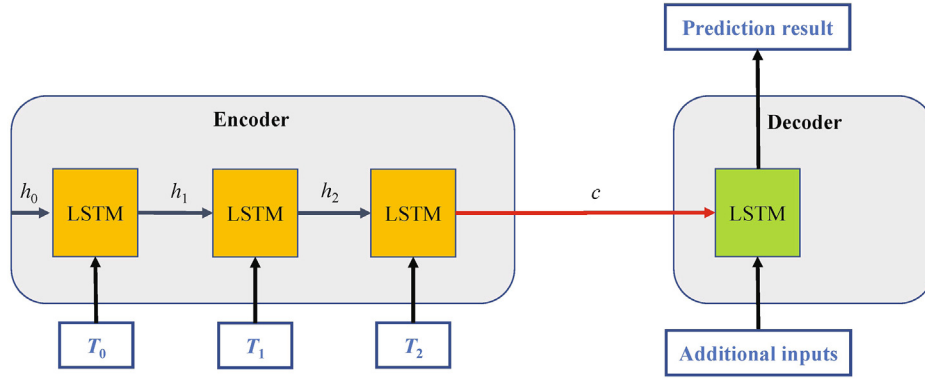 Prediction result
Encoder
Decoder
h₀
h₁
h₂
c
LSTM
LSTM
LSTM
LSTM
T₀
T₁
T₂
Additional inputs